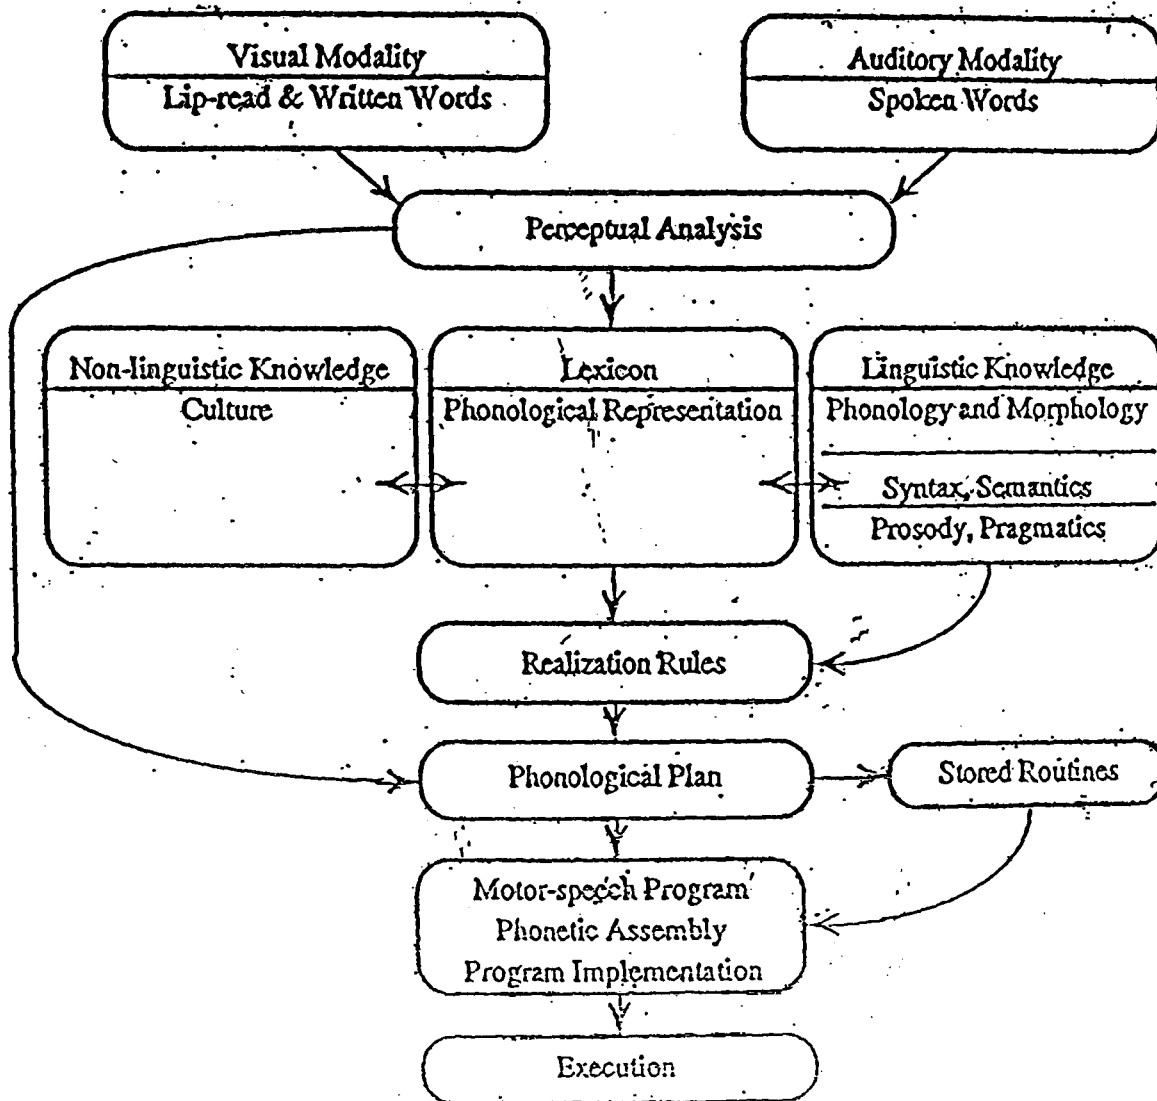 Visual Modality
Lip-read & Written Words
Auditory Modality
Spoken Words
Perceptual Analysis
Non-linguistic Knowledge
Culture
Lexicon
Phonological Representation
Linguistic Knowledge
Phonology and Morphology
Syntax, Semantics
Prosody, Pragmatics
Realization Rules
Phonological Plan
Stored Routines
Motor-speech Program
Phonetic Assembly
Program Implementation
Execution